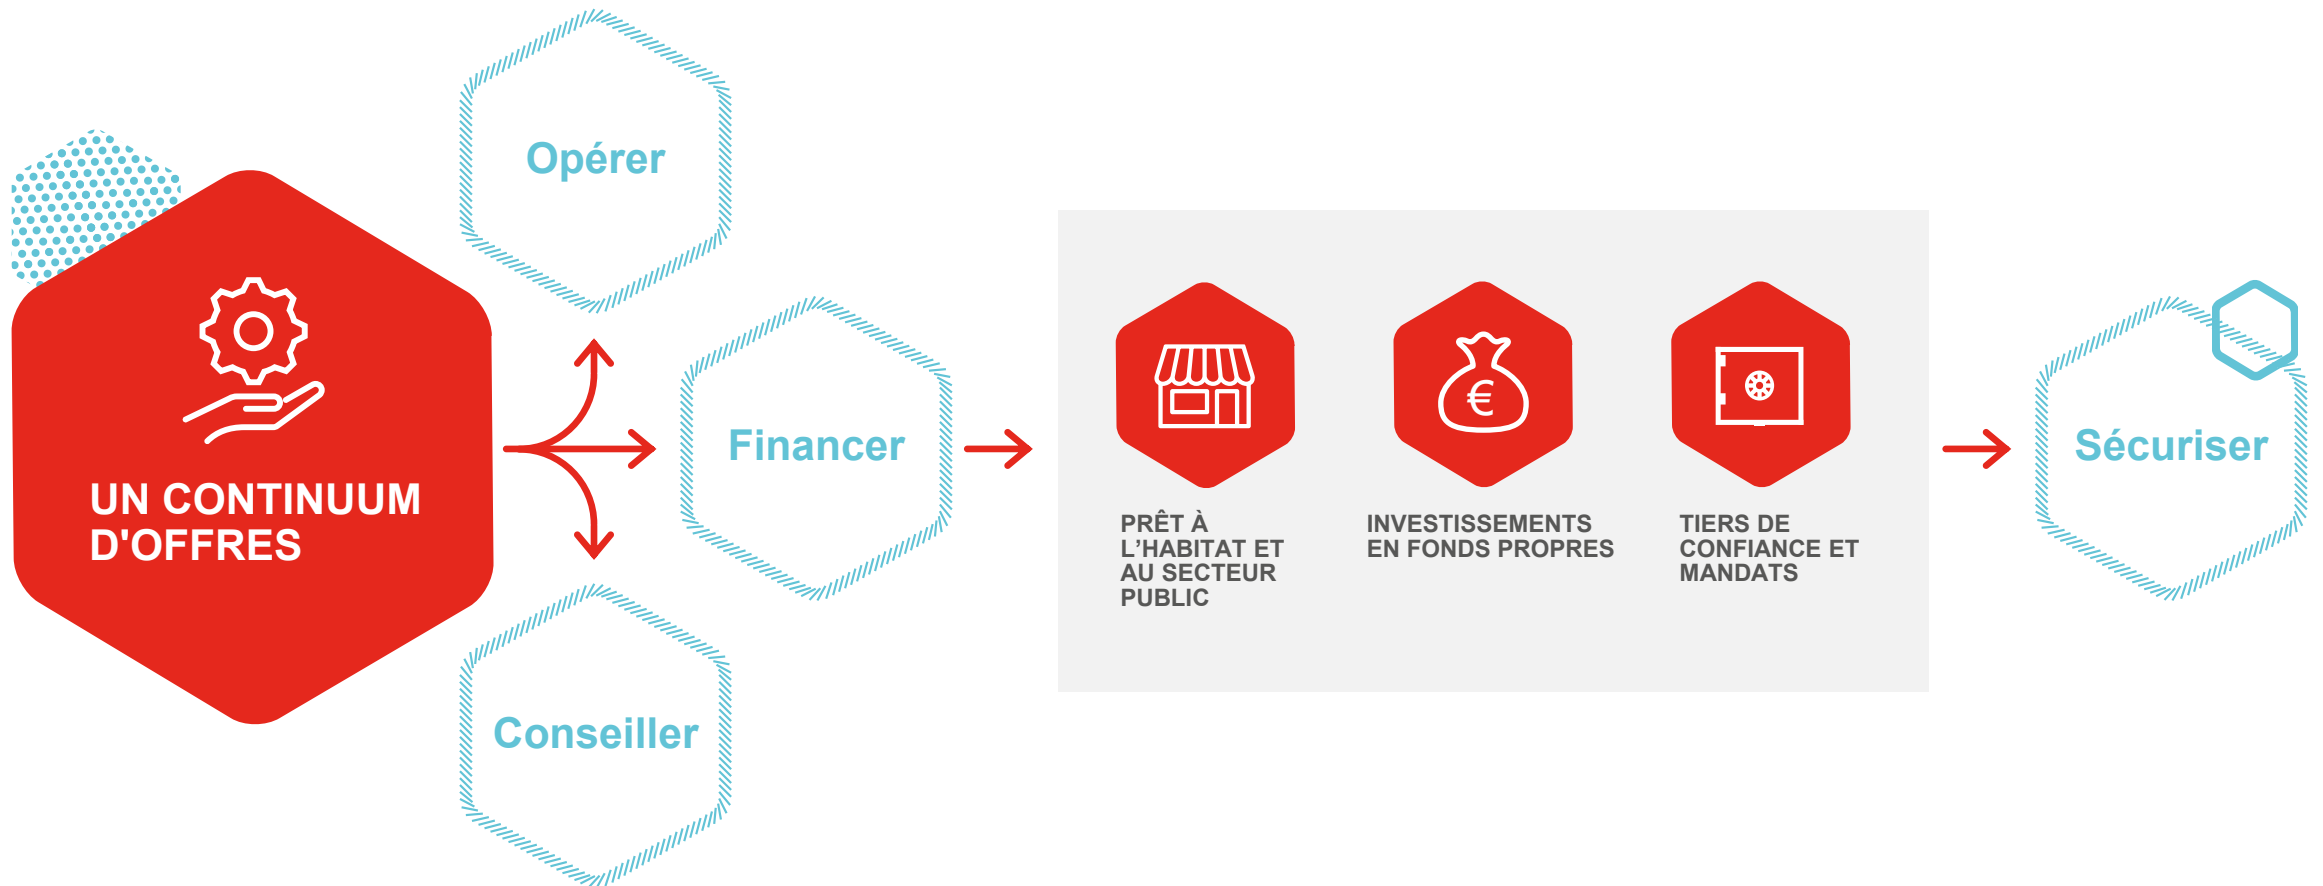 UN CONTINUUM
D'OFFRES
Opérer
Financer
Conseiller
PRÊT À
L’HABITAT ET
AU SECTEUR
PUBLIC
INVESTISSEMENTS
EN FONDS PROPRES
€
TIERS DE
CONFIANCE ET
MANDATS
Sécuriser